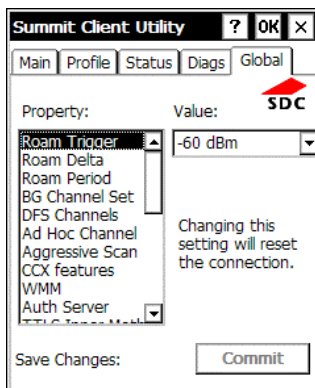 Summit Client Utility ? OK ×
Main Profile Status Diags Global
SDC
Property: Value:
Roam Trigger -60 dBm
Roam Delta
Roam Period
BG Channel Set
DFS Channels
Ad Hoc Channel
Aggressive Scan
CCX features
WMM
Auth Server
Changing this
setting will reset
the connection.
Save Changes: Commit